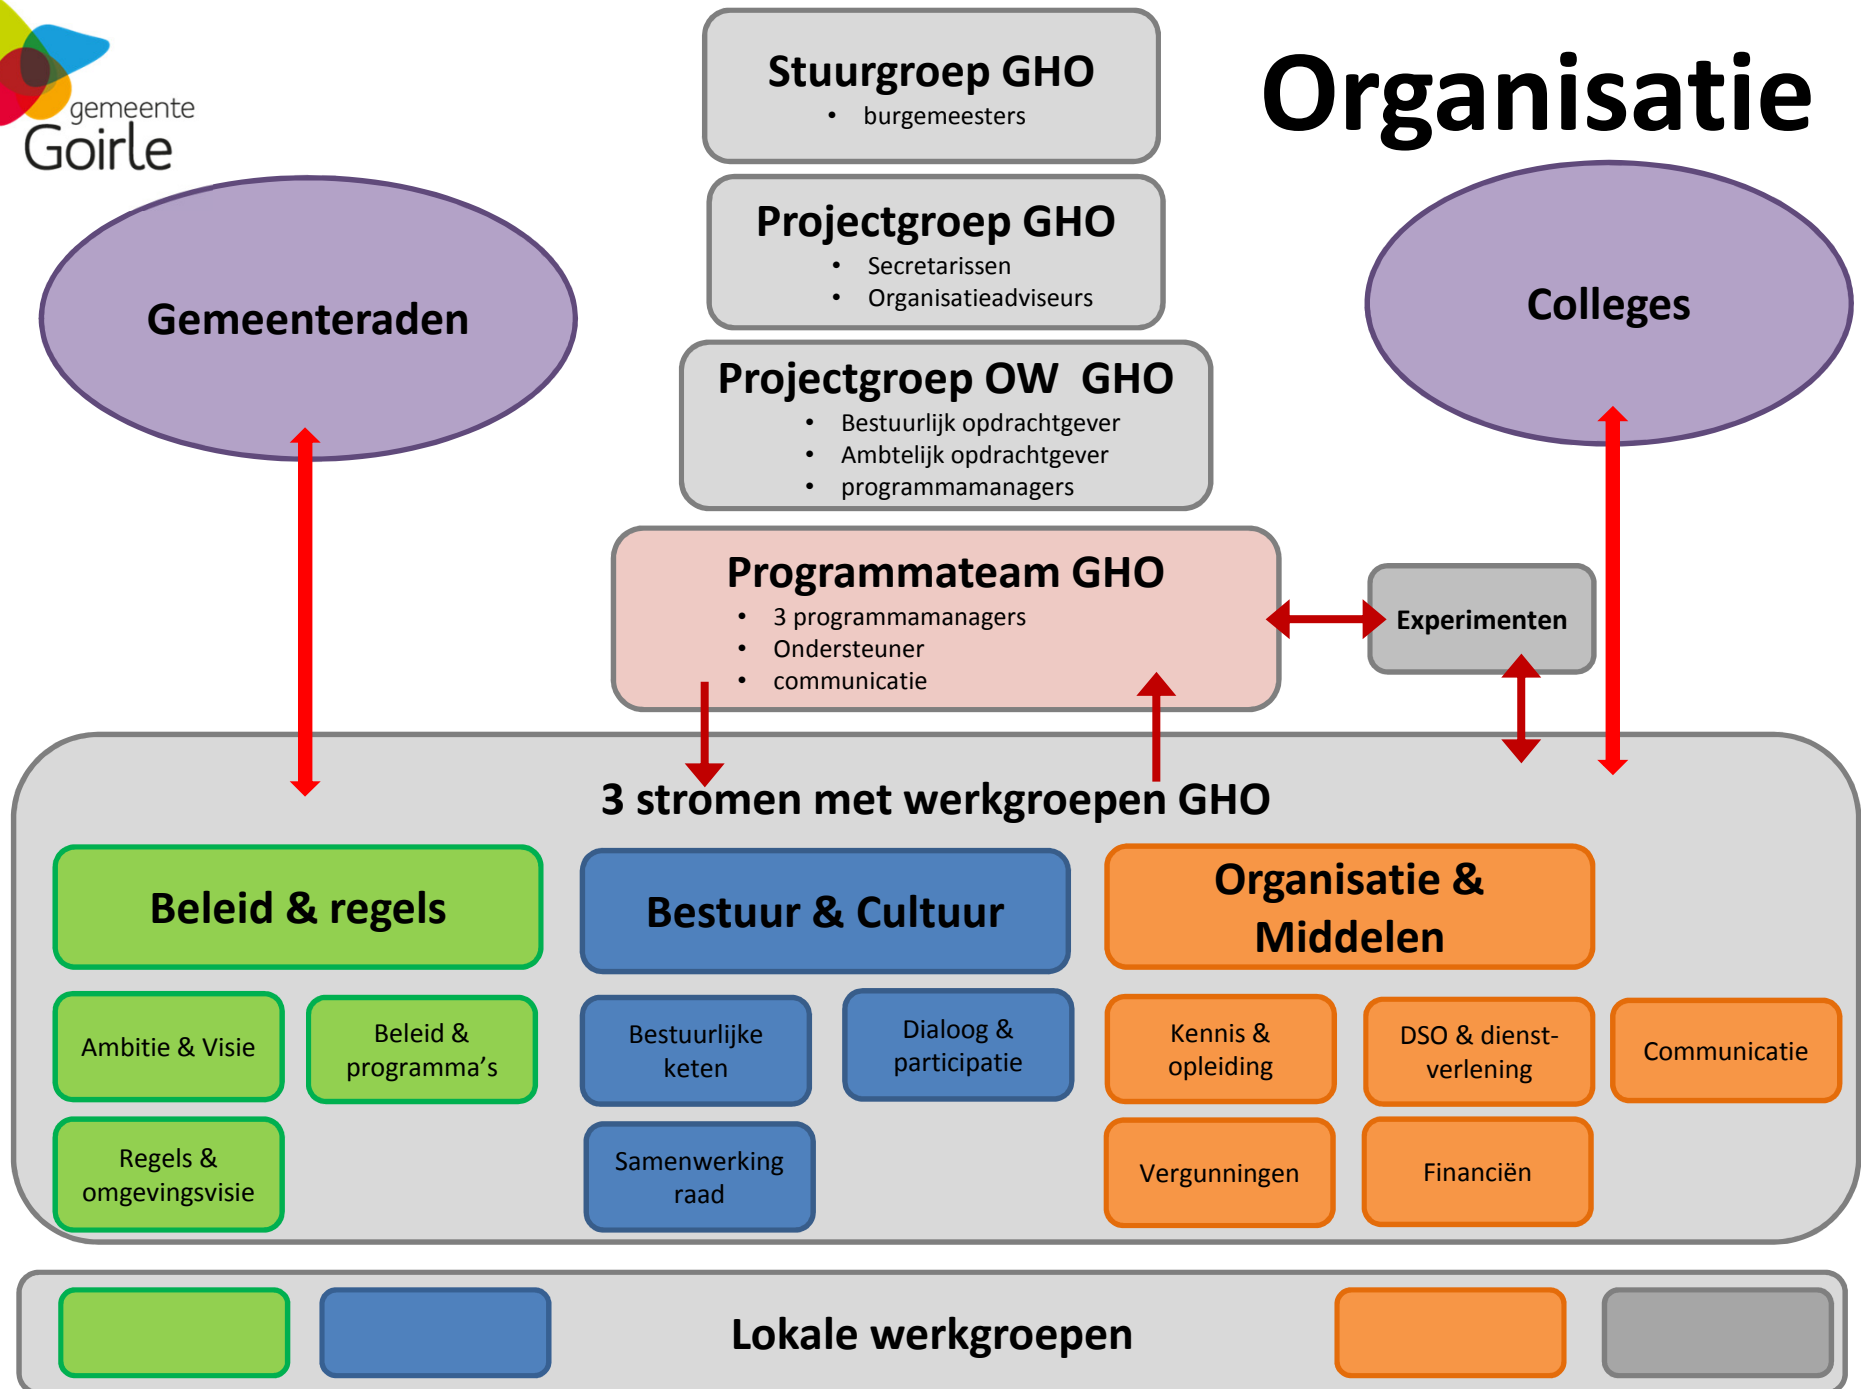 gemeente
Goirle
Organisatie
Stuurgroep GHO
• burgemeesters
Projectgroep GHO
• Secretarissen
• Organisatieadviseurs
Gemeenteraden
Colleges
Projectgroep OW  GHO
• Bestuurlijk opdrachtgever
• Ambtelijk opdrachtgever
• programmamanagers
Programmateam GHO
• 3 programmamanagers
• Ondersteuner
• communicatie
Experimenten
3 stromen met werkgroepen GHO
Beleid & regels
Bestuur & Cultuur
Organisatie &
Middelen
Ambitie & Visie
Beleid &
programma’s
Bestuurlijke
keten
Dialoog &
participatie
Kennis &
opleiding
DSO & dienst-
verlening
Communicatie
Regels &
omgevingsvisie
Samenwerking
raad
Vergunningen
Financiën
Lokale werkgroepen